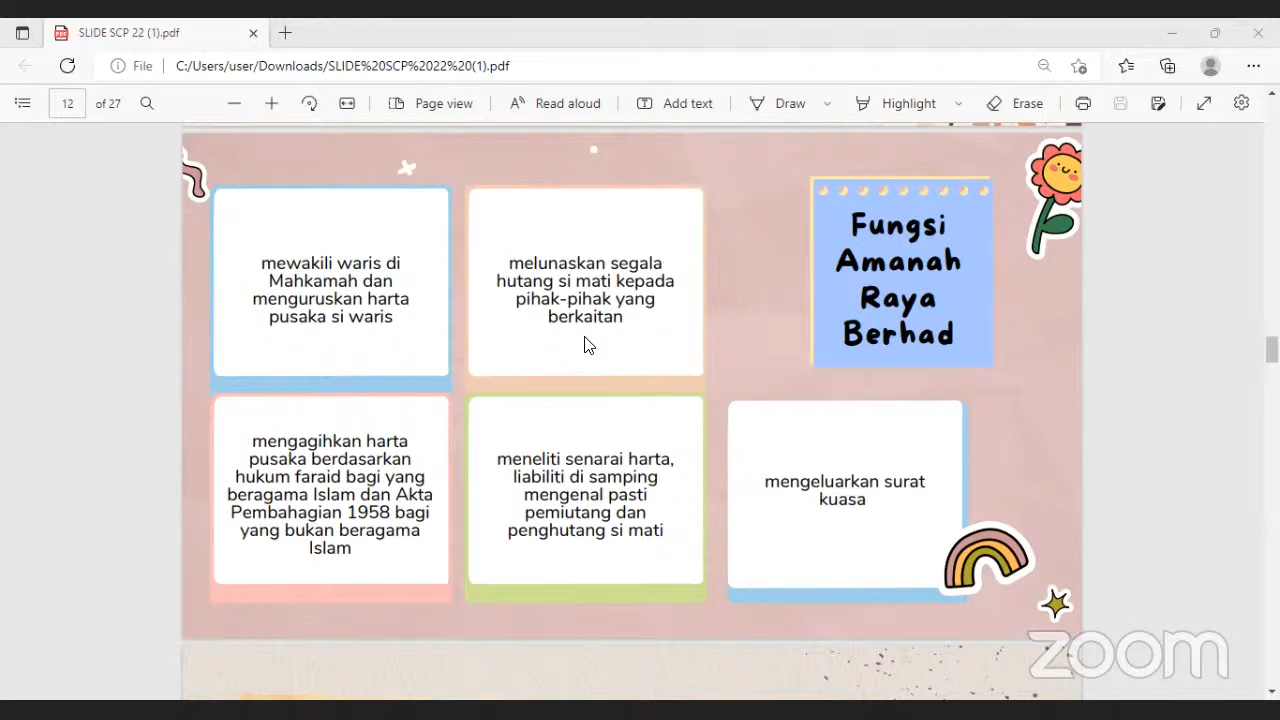 SLIDE SCP 22 (1).pdf
File
C:/Users/user/Downloads/SLIDE%20SCP%2022%20(1).pdf
12 of 27
Page view
Read aloud
Add text
Draw
Highlight
Erase
Fungsi
Amanah
Raya
Berhad
mewakili waris di
Mahkamah dan
menguruskan harta
pusaka si waris
melunaskan segala
hutang si mati kepada
pihak-pihak yang
berkaitan
mengagihkan harta
pusaka berdasarkan
hukum faraid bagi yang
beragama Islam dan Akta
Pembahagian 1958 bagi
yang bukan beragama
Islam
meneliti senarai harta,
liabiliti di samping
mengenal pasti
pemiutang dan
penghutang si mati
mengeluarkan surat
kuasa
zoom